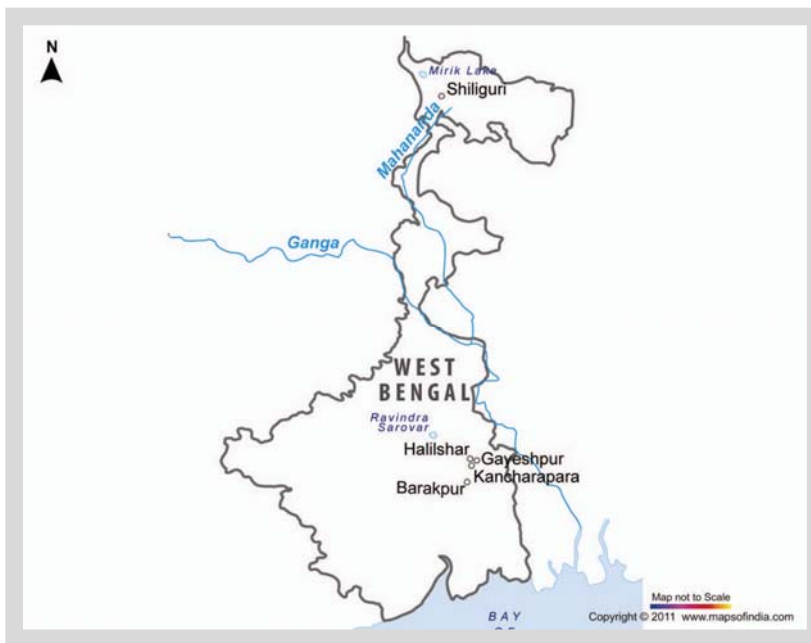 N
Mirik Lake
Shiliguri
Mahananda
Ganga
WEST
BENGAL
Ravindra
Sarovar
Halilshar
Gayeshpur
Kancharapara
Barakpur
Map not to Scale
Copyright © 2011 www.mapsofindia.com
BAY